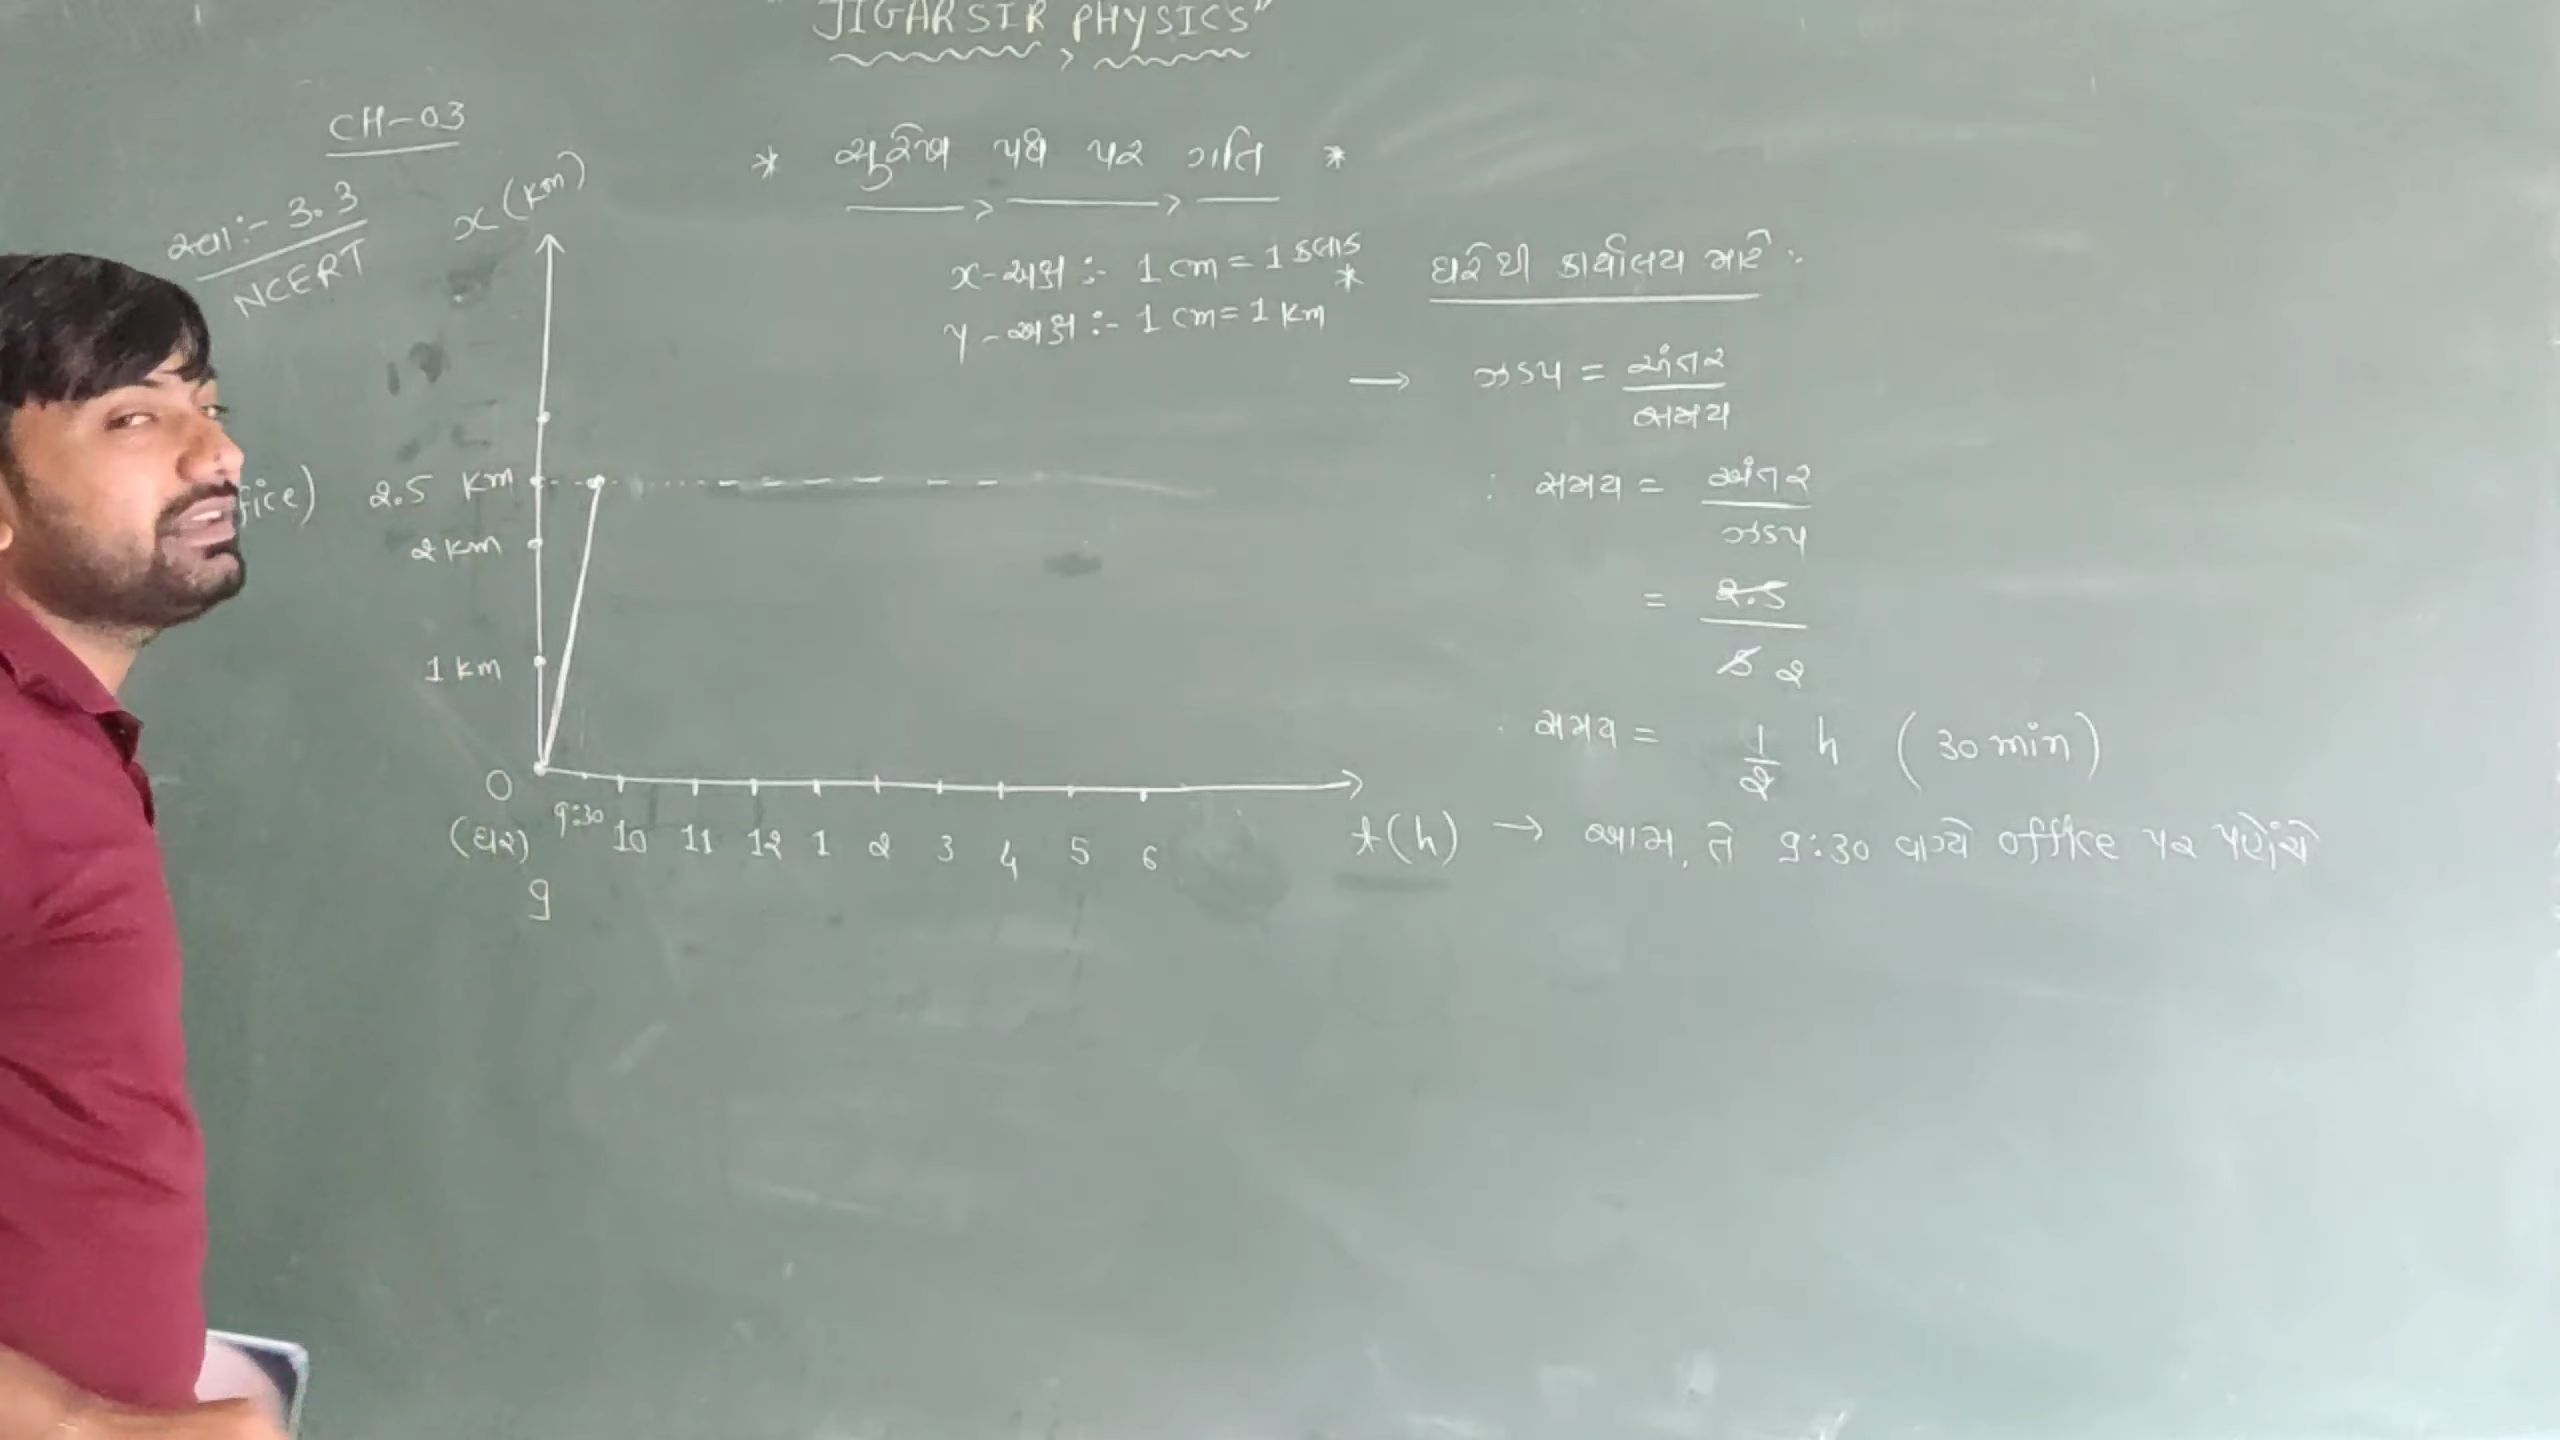 "JIGAR SIR PHYSICS"
CH-03
* સુરેખ પથ પર ગતિ *
સ્વા:- 3.3
NCERT
x (km)
x-અક્ષ :- 1 cm = 1 કલાક
y-અક્ષ :- 1 cm = 1 km
fice) 2.5 km
2 km
1 km
0
(ઘર)
9
9:30 10 11 12 1 2 3 4 5 6
t(h)
* ઘરેથી કાર્યાલય માટે :
→ ઝડપ = અંતર / સમય
∴ સમય = અંતર / ઝડપ
= 2.5 / 5 2
∴ સમય = 1/2 h (30 min)
→ આમ, તે 9:30 વાગ્યે office પર પહોંચે